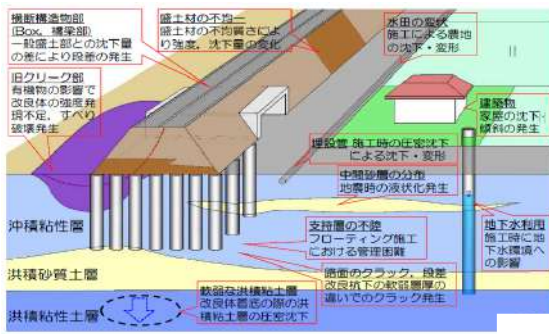 横断構造物部
(Box、橋梁部)
一般盛土部との沈下量
の差により段差の発生
盛土材の不均一
盛土材の不均質さに
より強度、沈下量の変化
水田の変状
施工による農地
の沈下・変形
旧クリーク部
有機物の影響で
改良体の強度発
現不足、すべり
破壊発生
建築物
家屋の沈下・
傾斜の発生
埋設管 施工時の圧密沈下
による沈下・変形
中間砂層の分布
地震時の液状化発生
沖積粘性層
支持層の不陸
フローティング施工
における管理困難
地下水利用
施工時に地
下水環境へ
の影響
洪積砂質土層
路面のクラック、段差
改良杭下の軟弱層厚の
違いでのクラック発生
軟弱な洪積粘土層
改良体着底の際の洪
積粘土層の圧密沈下
洪積粘性土層